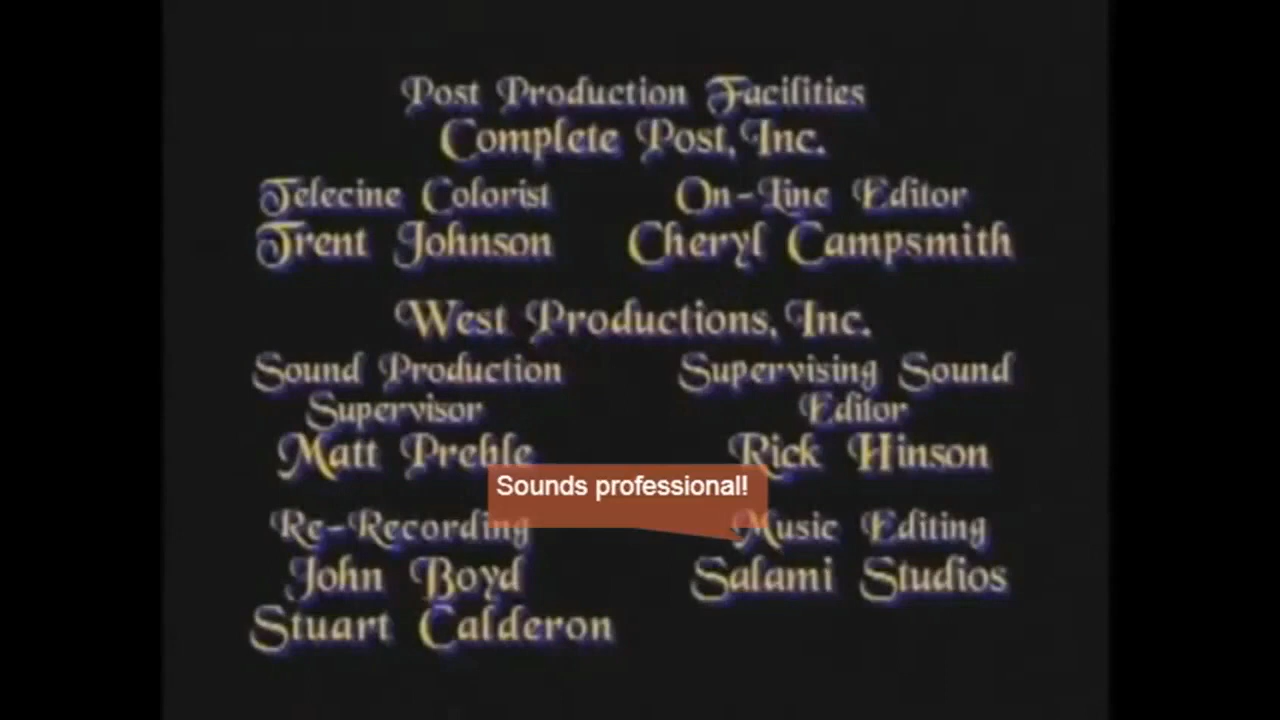 Post Production Facilities
Complete Post, Inc.
Telecine Colorist
Trent Johnson
On-Line Editor
Cheryl Campsmith
West Productions, Inc.
Sound Production
Supervisor
Matt Preble
Supervising Sound
Editor
Rick Hinson
Sounds professional!
Re-Recording
John Boyd
Stuart Calderon
Music Editing
Salami Studios